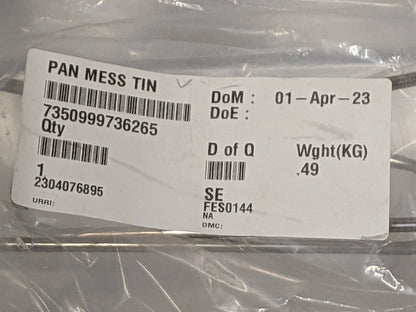 PAN MESS TIN
7350999736265
Qty
1
2304076895
URRI:
DoM : 01-Apr-23
DoE :
D of Q Wght(KG)
.49
SE
FES0144
NA
DMC: